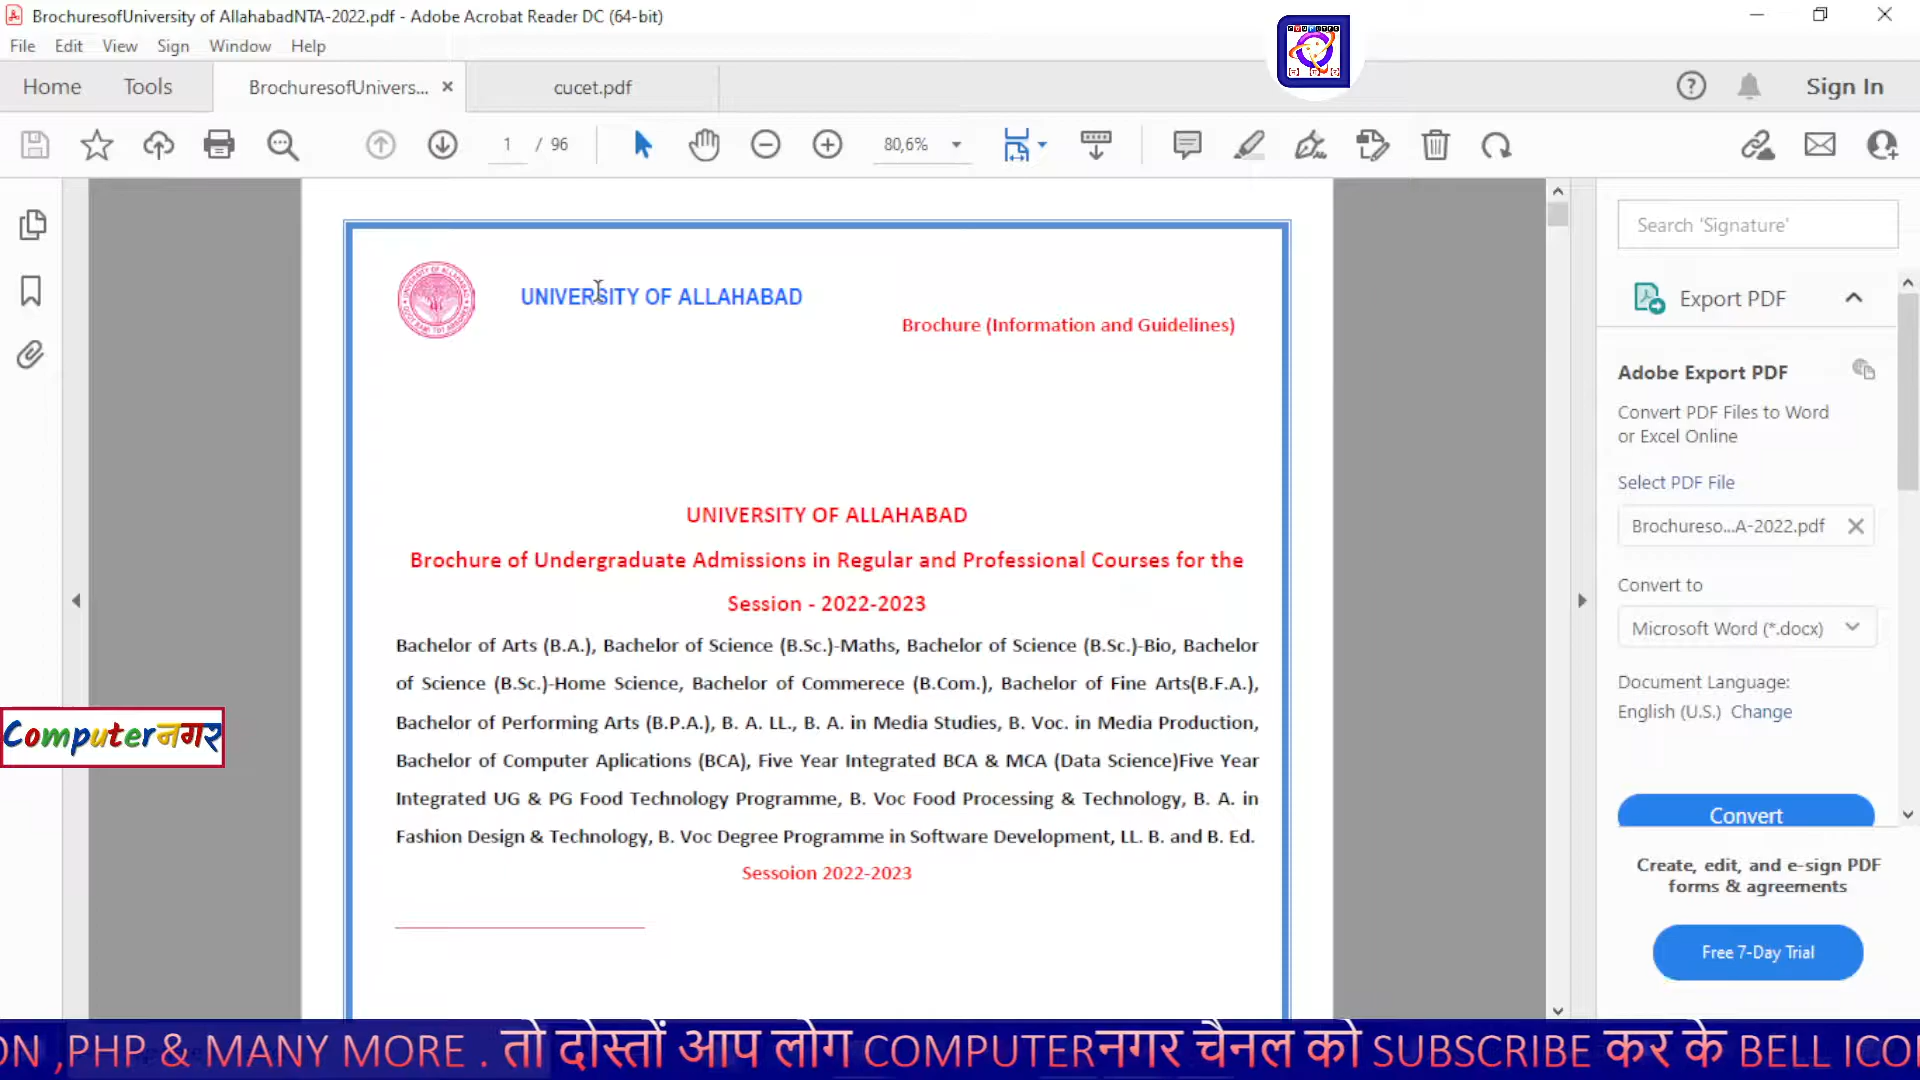 BrochuresofUniversity of AllahabadNTA-2022.pdf - Adobe Acrobat Reader DC (64-bit)
File Edit View Sign Window Help
Home Tools BrochuresofUnivers... cucet.pdf Sign In
1 / 96 80,6%
Search 'Signature'
UNIVERSITY OF ALLAHABAD
Brochure (Information and Guidelines)
Export PDF
Adobe Export PDF
Convert PDF Files to Word
or Excel Online
Select PDF File
Brochureso...A-2022.pdf
Convert to
Microsoft Word (*.docx)
Document Language:
English (U.S.) Change
Convert
Create, edit, and e-sign PDF
forms & agreements
Free 7-Day Trial
UNIVERSITY OF ALLAHABAD
Brochure of Undergraduate Admissions in Regular and Professional Courses for the
Session - 2022-2023
Bachelor of Arts (B.A.), Bachelor of Science (B.Sc.)-Maths, Bachelor of Science (B.Sc.)-Bio, Bachelor
of Science (B.Sc.)-Home Science, Bachelor of Commerece (B.Com.), Bachelor of Fine Arts(B.F.A.),
Bachelor of Performing Arts (B.P.A.), B. A. LL., B. A. in Media Studies, B. Voc. in Media Production,
Bachelor of Computer Aplications (BCA), Five Year Integrated BCA & MCA (Data Science)Five Year
Integrated UG & PG Food Technology Programme, B. Voc Food Processing & Technology, B. A. in
Fashion Design & Technology, B. Voc Degree Programme in Software Development, LL. B. and B. Ed.
Sessoion 2022-2023
Computerनगर
ON ,PHP & MANY MORE . तो दोस्तों आप लोग COMPUTERनगर चैनल को SUBSCRIBE कर के BELL ICO